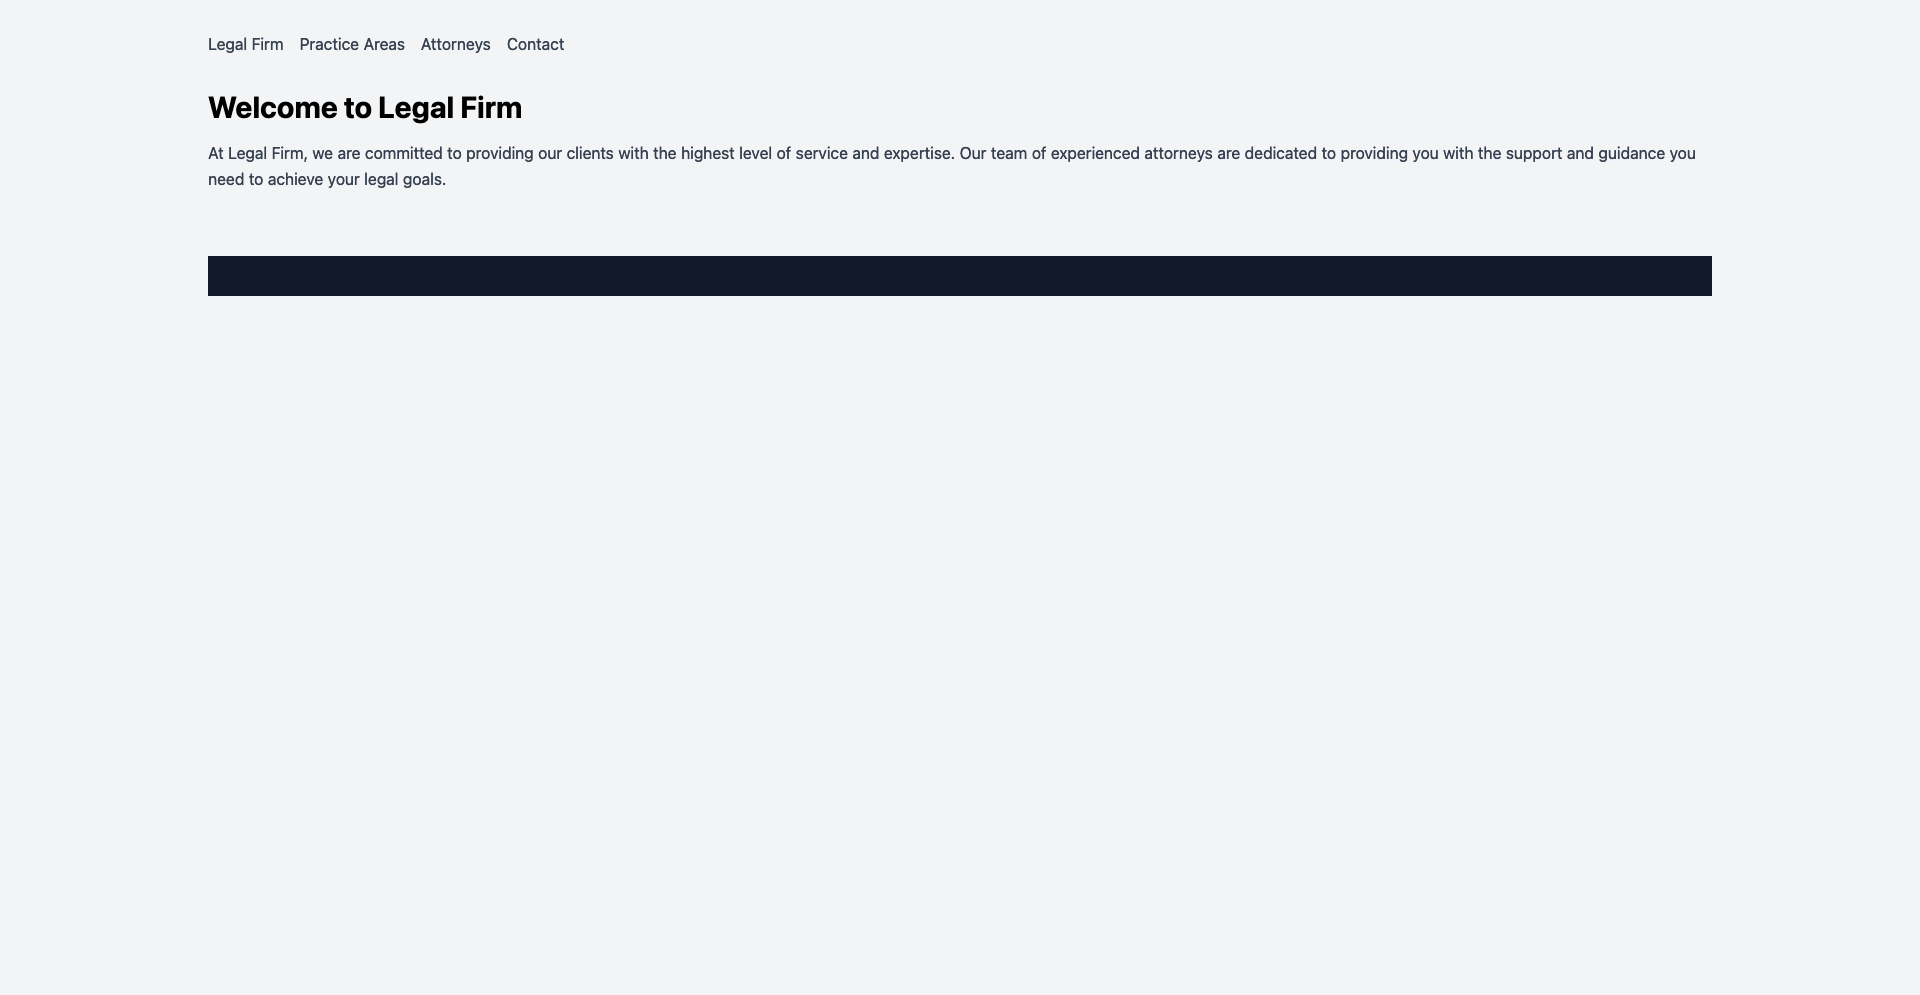 Legal Firm Practice Areas Attorneys Contact
Welcome to Legal Firm
At Legal Firm, we are committed to providing our clients with the highest level of service and expertise. Our team of experienced attorneys are dedicated to providing you with the support and guidance you
need to achieve your legal goals.